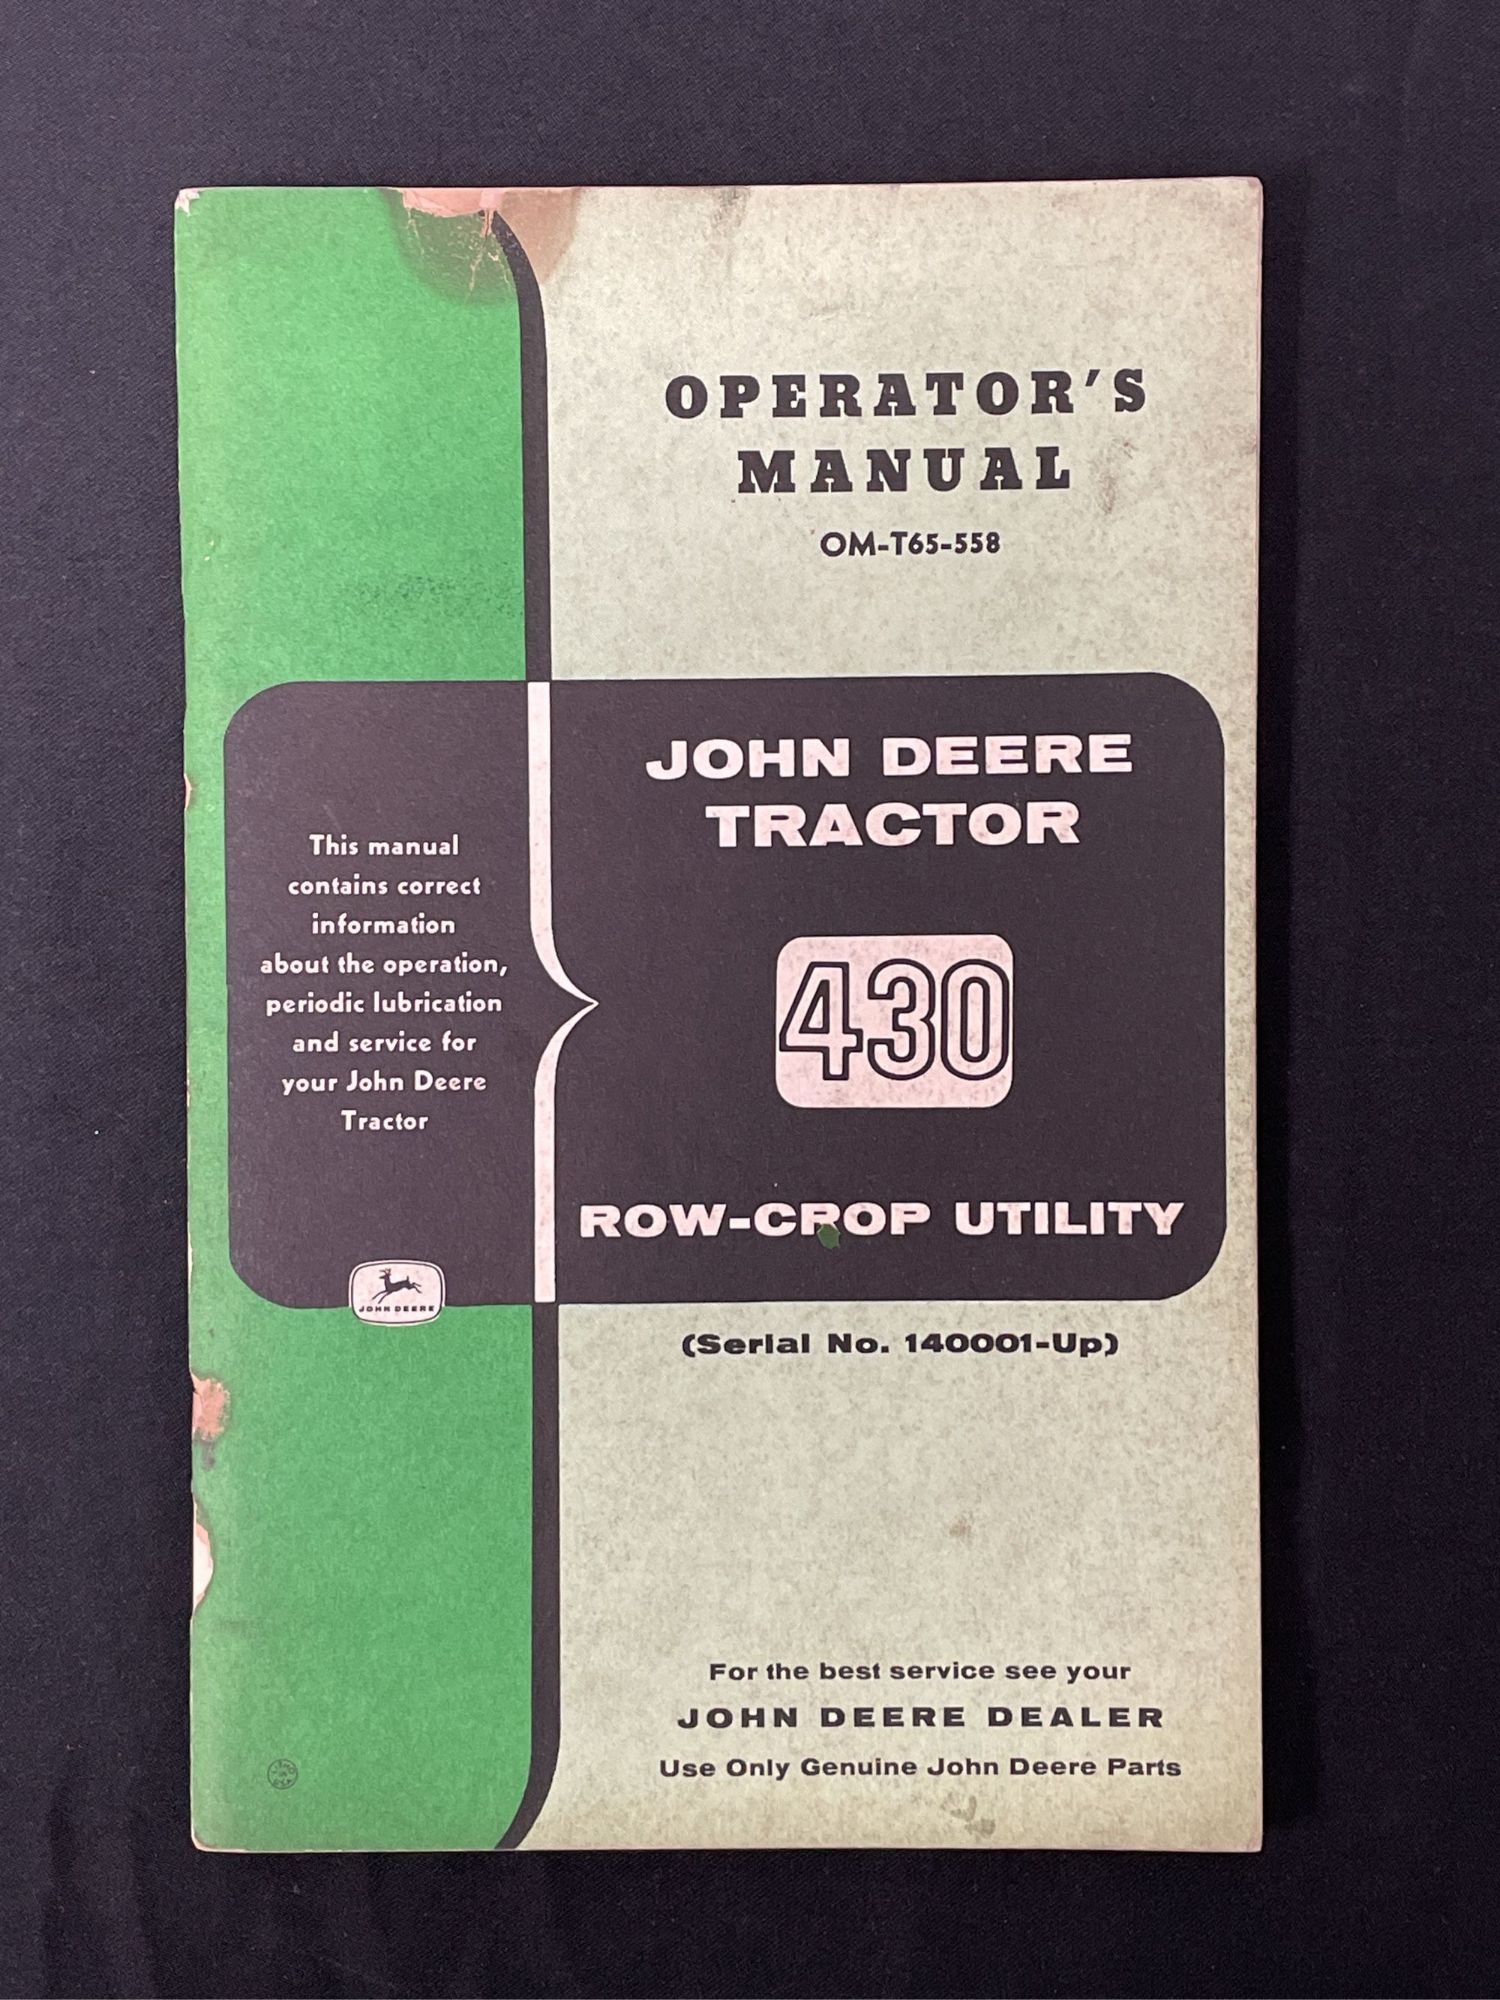 OPERATOR'S
MANUAL
OM-T65-558
JOHN DEERE
TRACTOR
430
ROW-CROP UTILITY
This manual
contains correct
information
about the operation,
periodic lubrication
and service for
your John Deere
Tractor
JOHN DEERE
(Serial No. 140001-Up)
For the best service see your
JOHN DEERE DEALER
Use Only Genuine John Deere Parts